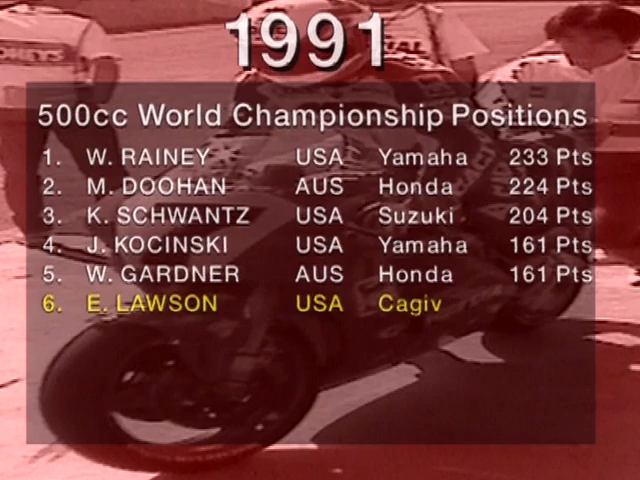 1991
500cc World Championship Positions
1. W. RAINEY USA Yamaha 233 Pts
2. M. DOOHAN AUS Honda 224 Pts
3. K. SCHWANTZ USA Suzuki 204 Pts
4. J. KOCINSKI USA Yamaha 161 Pts
5. W. GARDNER AUS Honda 161 Pts
6. E. LAWSON USA Cagiv